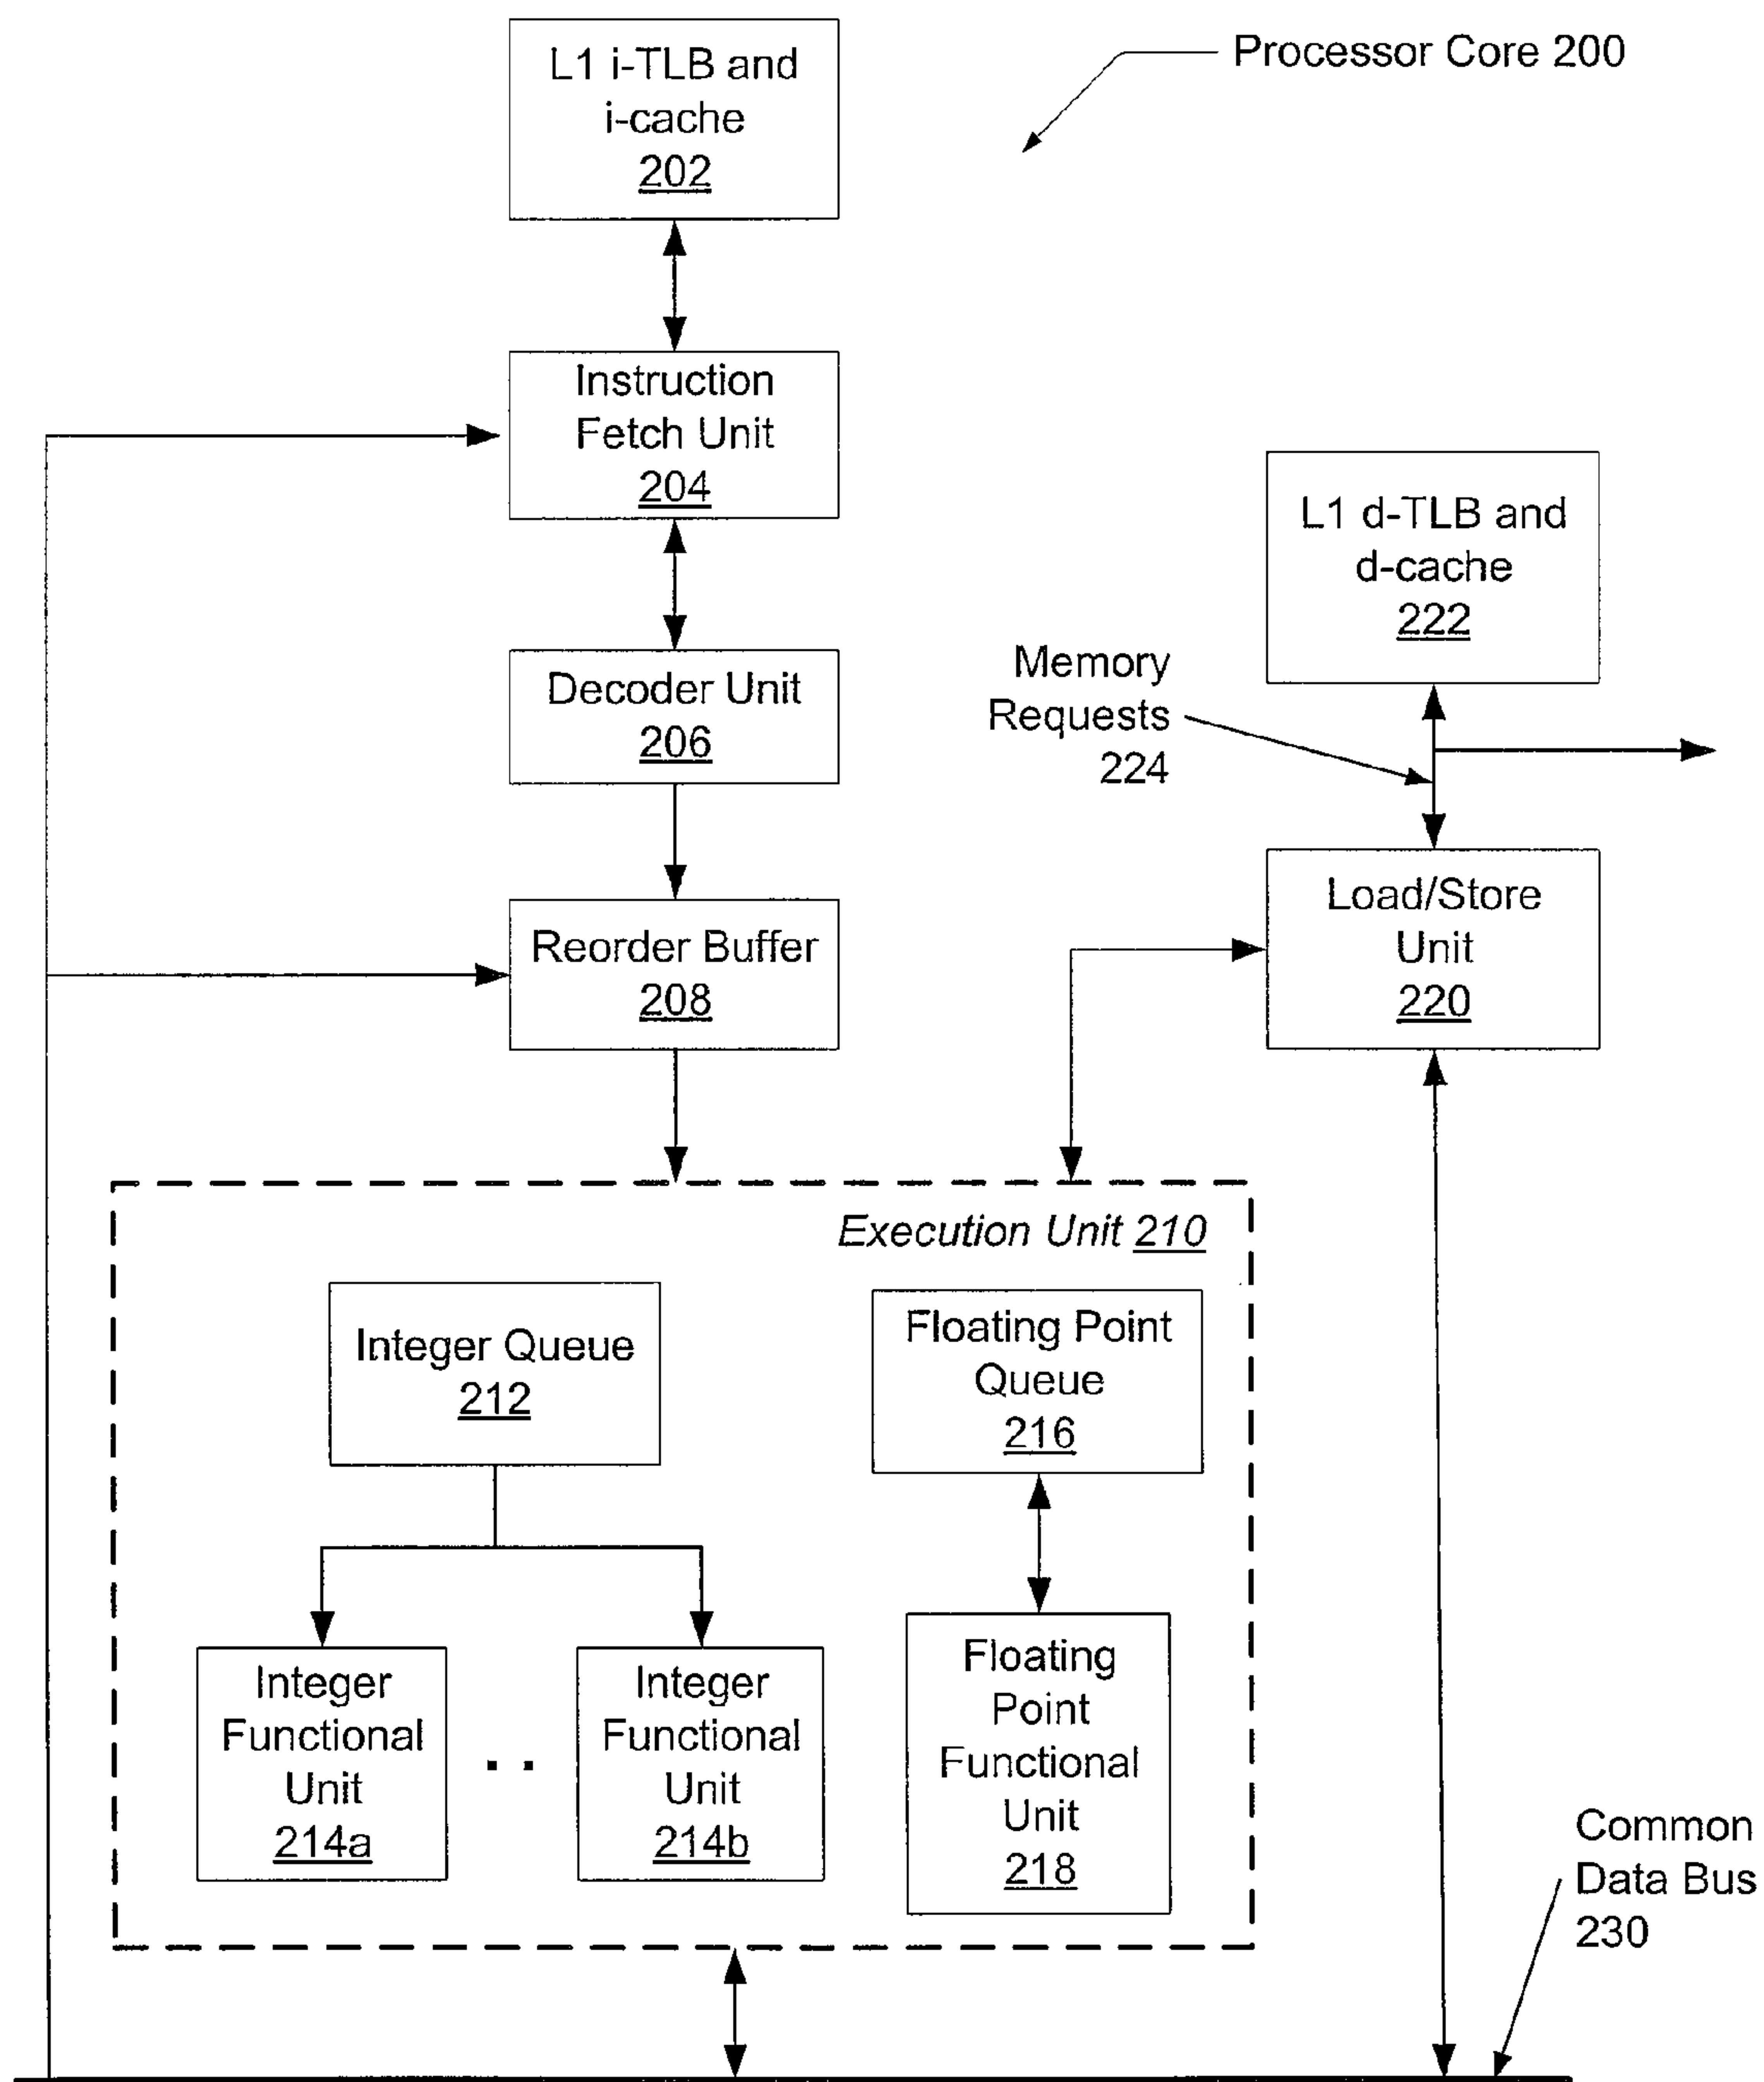 L1 i-TLB and
i-cache
202
Processor Core 200
Instruction
Fetch Unit
204
L1 d-TLB and
d-cache
222
Memory
Requests
224
Decoder Unit
206
Load/Store
Unit
220
Reorder Buffer
208
Execution Unit 210
Integer Queue
212
Floating Point
Queue
216
Integer
Functional
Unit
214a
. .
Integer
Functional
Unit
214b
Floating
Point
Functional
Unit
218
Common
Data Bus
230